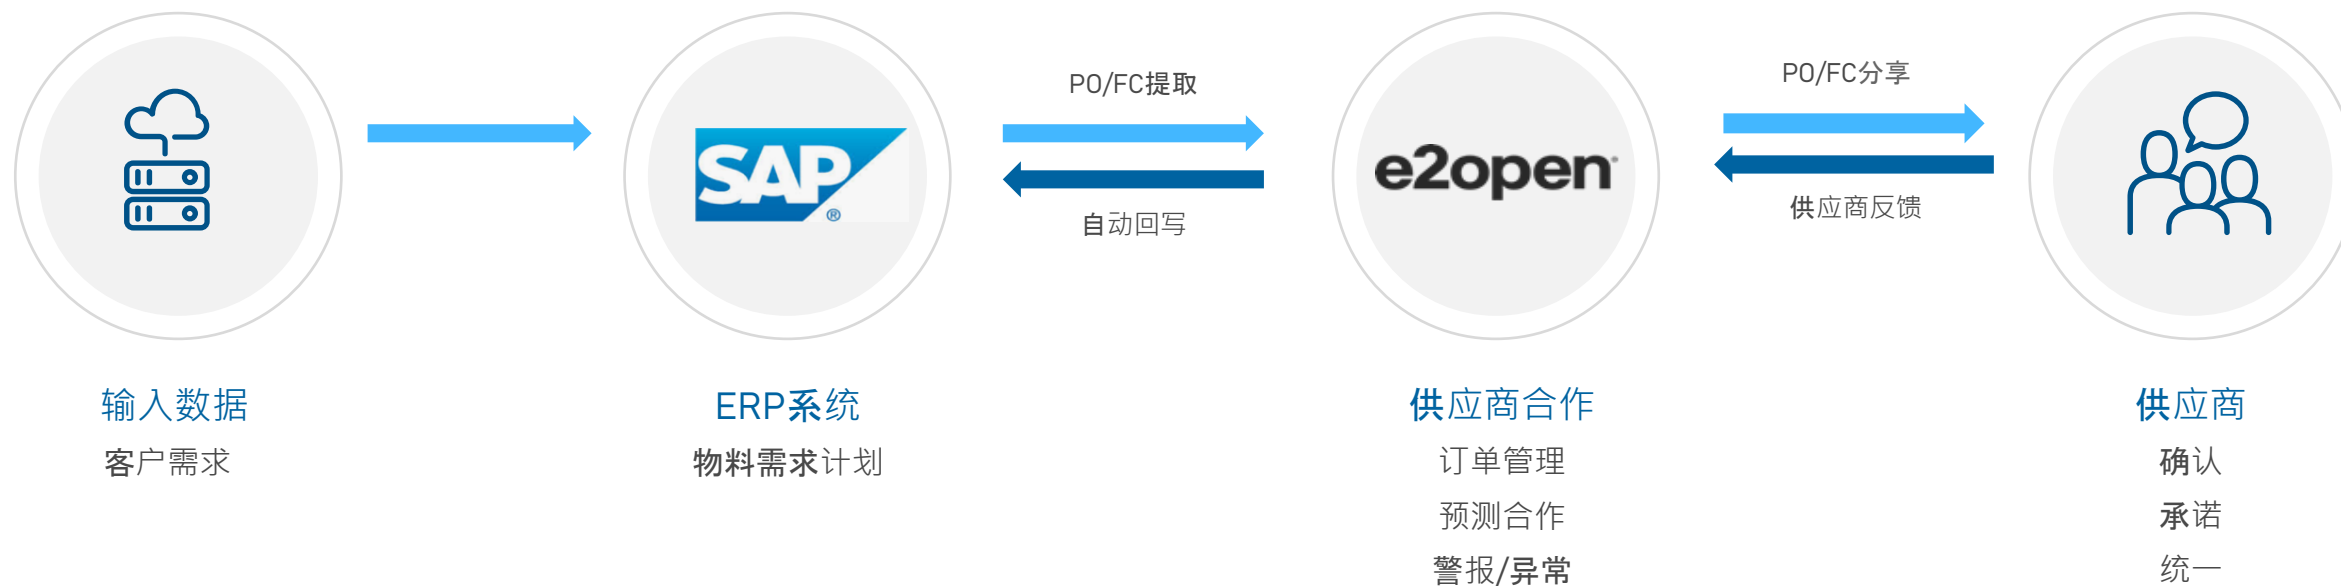 PO/FC提取
PO/FC分享
SAP
®
e2open
自动回写
供应商反馈
输入数据
客户需求
ERP系统
物料需求计划
供应商合作
订单管理
预测合作
警报/异常
供应商
确认
承诺
统一